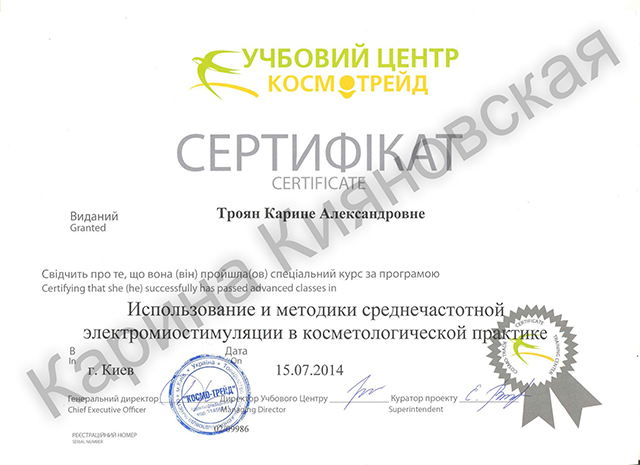 УЧБОВИЙ ЦЕНТР
КОСМОТРЕЙД
СЕРТИФІКАТ
CERTIFICATE
Виданий
Granted
Троян Карине Александровне
Свідчить про те, що вона (він) пройшла(ов) спеціальний курс за програмою
Certifying that she (he) successfully has passed advanced classes in
Использование и методики среднечастотной
электромиостимуляции в косметологической практике
В
In
г. Киев
Дата
On
15.07.2014
Генеральний директор
Chief Executive Officer
Директор Учбового Центру
Managing Director
Куратор проекту
Superintendent
РЕЄСТРАЦІЙНИЙ НОМЕР
SERIAL NUMBER
02/09986
"КОСМО-ТРЕЙД"
м. Київ * Україна *
CERTIFICATE
TRAINING CENTER
Карина Кияновская